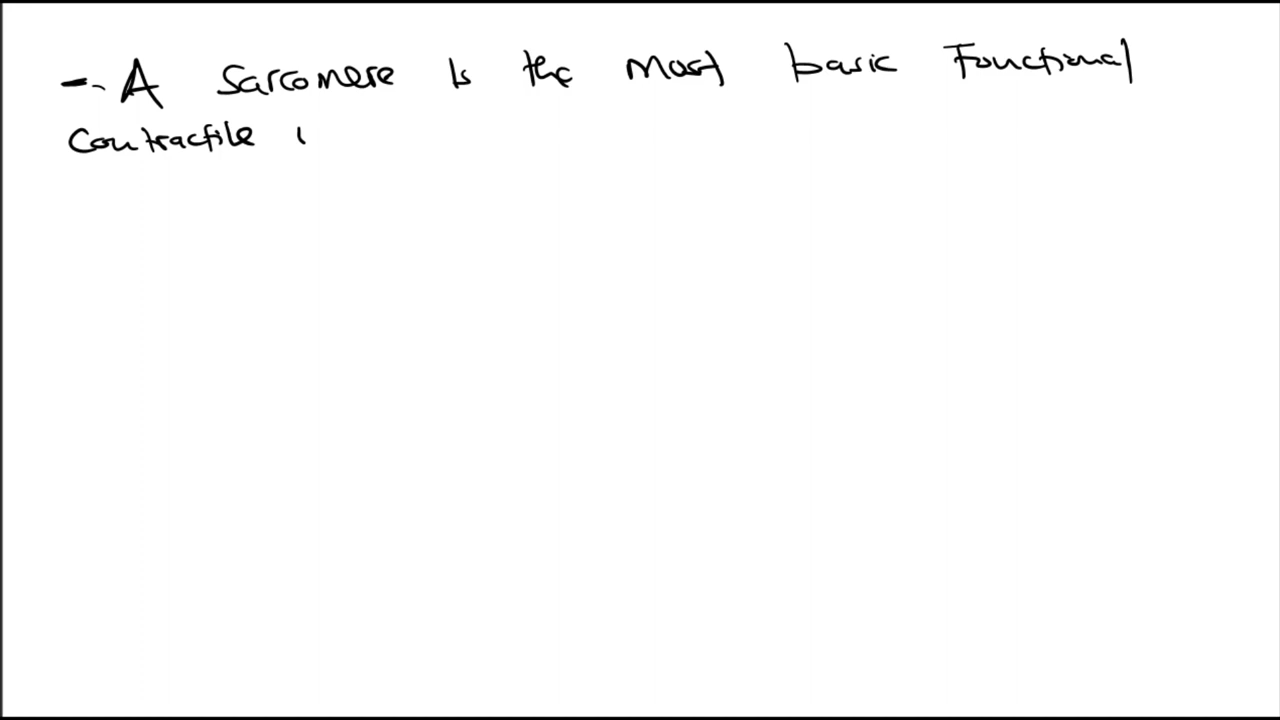 -. A Sarcomere is the most basic Functional
Contractile